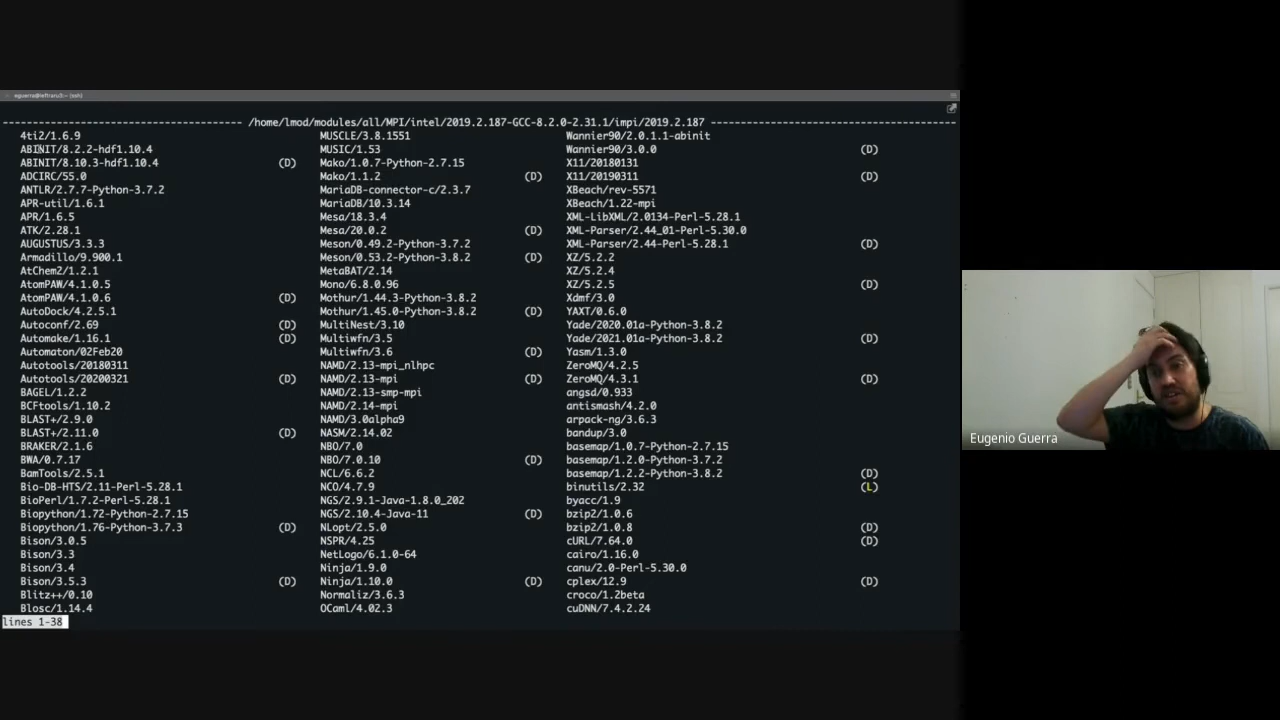 eguerra@leftraru3:~ (ssh)
------------------------------------- /home/lmod/modules/all/MPI/intel/2019.2.187-GCC-8.2.0-2.31.1/impi/2019.2.187 --------------------------------------
4ti2/1.6.9 MUSCLE/3.8.1551 Wannier90/2.0.1.1-abinit
ABINIT/8.2.2-hdf1.10.4 MUSIC/1.53 Wannier90/3.0.0 (D)
ABINIT/8.10.3-hdf1.10.4 (D) Mako/1.0.7-Python-2.7.15 X11/20180131
ADCIRC/55.0 Mako/1.1.2 (D) X11/20190311 (D)
ANTLR/2.7.7-Python-3.7.2 MariaDB-connector-c/2.3.7 XBeach/rev-5571
APR-util/1.6.1 MariaDB/10.3.14 XBeach/1.22-mpi
APR/1.6.5 Mesa/18.3.4 XML-LibXML/2.0134-Perl-5.28.1
ATK/2.28.1 Mesa/20.0.2 (D) XML-Parser/2.44_01-Perl-5.30.0
AUGUSTUS/3.3.3 Meson/0.49.2-Python-3.7.2 XML-Parser/2.44-Perl-5.28.1 (D)
Armadillo/9.900.1 Meson/0.53.2-Python-3.8.2 (D) XZ/5.2.2
AtChem2/1.2.1 MetaBAT/2.14 XZ/5.2.4
AtomPAW/4.1.0.5 Mono/6.8.0.96 XZ/5.2.5 (D)
AtomPAW/4.1.0.6 (D) Mothur/1.44.3-Python-3.8.2 Xdmf/3.0
AutoDock/4.2.5.1 Mothur/1.45.0-Python-3.8.2 (D) YAXT/0.6.0
Autoconf/2.69 (D) MultiNest/3.10 Yade/2020.01a-Python-3.8.2
Automake/1.16.1 (D) Multiwfn/3.5 Yade/2021.01a-Python-3.8.2 (D)
Automaton/02Feb20 Multiwfn/3.6 (D) Yasm/1.3.0
Autotools/20180311 NAMD/2.13-mpi_nlhpc ZeroMQ/4.2.5
Autotools/20200321 (D) NAMD/2.13-mpi (D) ZeroMQ/4.3.1 (D)
BAGEL/1.2.2 NAMD/2.13-smp-mpi angsd/0.933
BCFtools/1.10.2 NAMD/2.14-mpi antismash/4.2.0
BLAST+/2.9.0 NAMD/3.0alpha9 arpack-ng/3.6.3
BLAST+/2.11.0 (D) NASM/2.14.02 bandup/3.0
BRAKER/2.1.6 NBO/7.0 basemap/1.0.7-Python-2.7.15
BWA/0.7.17 NBO/7.0.10 (D) basemap/1.2.0-Python-3.7.2
BamTools/2.5.1 NCL/6.6.2 basemap/1.2.2-Python-3.8.2 (D)
Bio-DB-HTS/2.11-Perl-5.28.1 NCO/4.7.9 binutils/2.32 (L)
BioPerl/1.7.2-Perl-5.28.1 NGS/2.9.1-Java-1.8.0_202 byacc/1.9
Biopython/1.72-Python-2.7.15 NGS/2.10.4-Java-11 (D) bzip2/1.0.6
Biopython/1.76-Python-3.7.3 (D) NLopt/2.5.0 bzip2/1.0.8 (D)
Bison/3.0.5 NSPR/4.25 cURL/7.64.0 (D)
Bison/3.3 NetLogo/6.1.0-64 cairo/1.16.0
Bison/3.4 Ninja/1.9.0 canu/2.0-Perl-5.30.0
Bison/3.5.3 (D) Ninja/1.10.0 (D) cplex/12.9 (D)
Blitz++/0.10 Normaliz/3.6.3 croco/1.2beta
Blosc/1.14.4 OCaml/4.02.3 cuDNN/7.4.2.24
lines 1-38
Eugenio Guerra